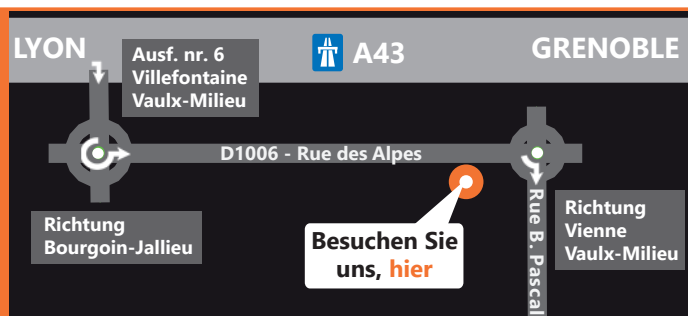 LYON
Ausf. nr. 6
Villefontaine
Vaulx-Milieu
A43
GRENOBLE
D1006 - Rue des Alpes
Richtung
Bourgoin-Jallieu
Besuchen Sie
uns, hier
Rue B. Pascal
Richtung
Vienne
Vaulx-Milieu